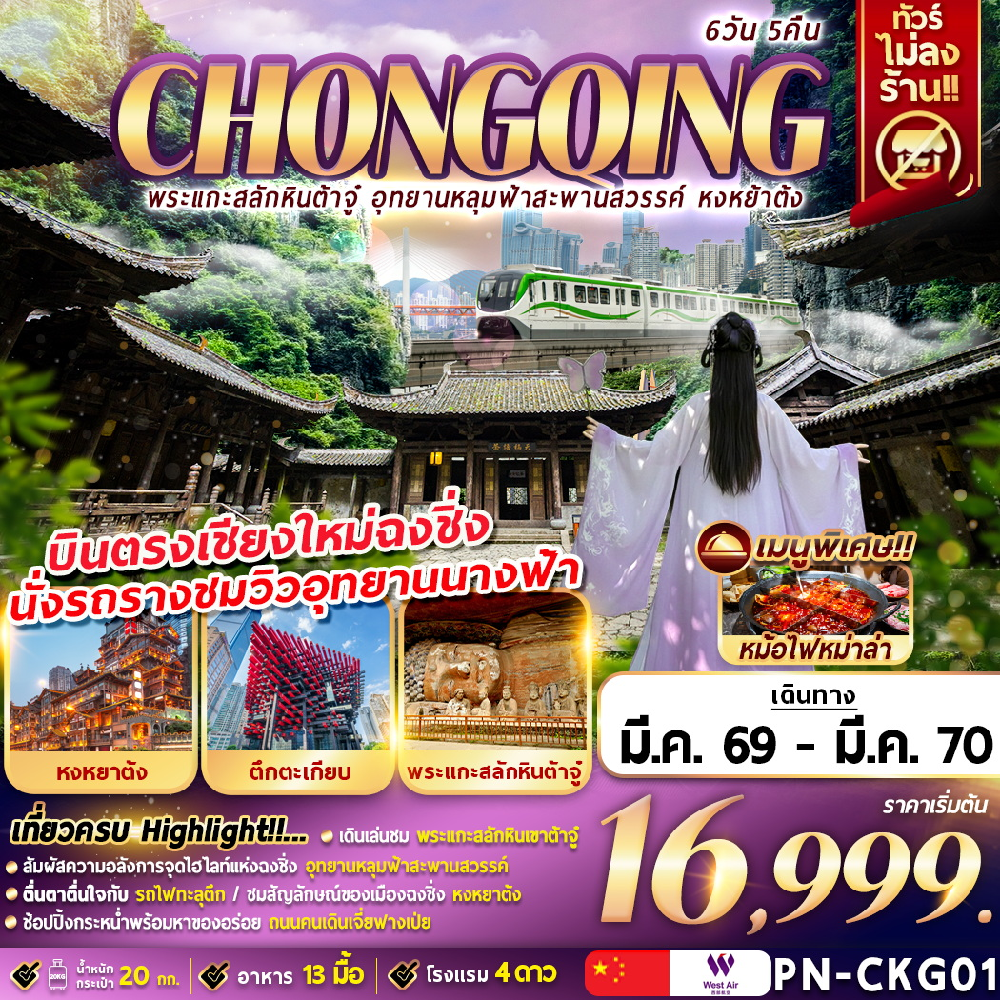 6วัน 5คืน
CHONGQING
พระแกะสลักหินต้าจู๋ อุทยานหลุมฟ้าสะพานสวรรค์ หงหย้าต้ง
ทัวร์
ไม่ลง
ร้าน!!
บินตรงเชียงใหม่ฉงชิ่ง
นั่งรถรางชมวิวอุทยานนางฟ้า
เมนูพิเศษ!!
หม้อไฟหม่าล่า
หงหยาต้ง
ตึกตะเกียบ
พระแกะสลักหินต้าจู๋
เดินทาง
มี.ค. 69 - มี.ค. 70
ราคาเริ่มต้น
16,999.
เที่ยวครบ Highlight!!...
เดินเล่นชม พระแกะสลักหินเขาต้าจู๋
สัมผัสความอลังการจุดไฮไลท์แห่งฉงชิ่ง อุทยานหลุมฟ้าสะพานสวรรค์
ตื่นตาตื่นใจกับ รถไฟทะลุตึก / ชมสัญลักษณ์ของเมืองฉงชิ่ง หงหยาต้ง
ช้อปปิ้งกระหน่ำพร้อมหาของอร่อย ถนนคนเดินเจี่ยฟางเป่ย
20KG
น้ำหนัก
กระเป๋า 20 กก.
อาหาร 13 มื้อ
โรงแรม 4 ดาว
West Air
西部航空
PN-CKG01